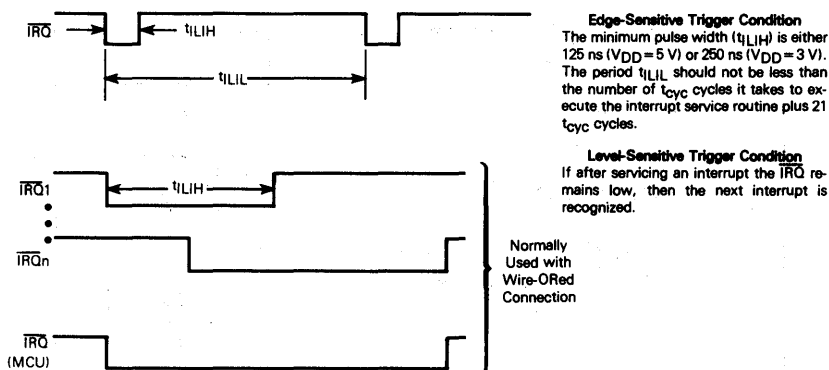 IRQ
tILIH
tILIL
Edge-Sensitive Trigger Condition
The minimum pulse width (tILIH) is either
125 ns (VDD = 5 V) or 250 ns (VDD = 3 V).
The period tILIL should not be less than
the number of tcyc cycles it takes to ex-
ecute the interrupt service routine plus 21
tcyc cycles.
Level-Sensitive Trigger Condition
If after servicing an interrupt the IRQ re-
mains low, then the next interrupt is
recognized.
IRQ1
tILIH
IRQn
IRQ
(MCU)
Normally
Used with
Wire-ORed
Connection